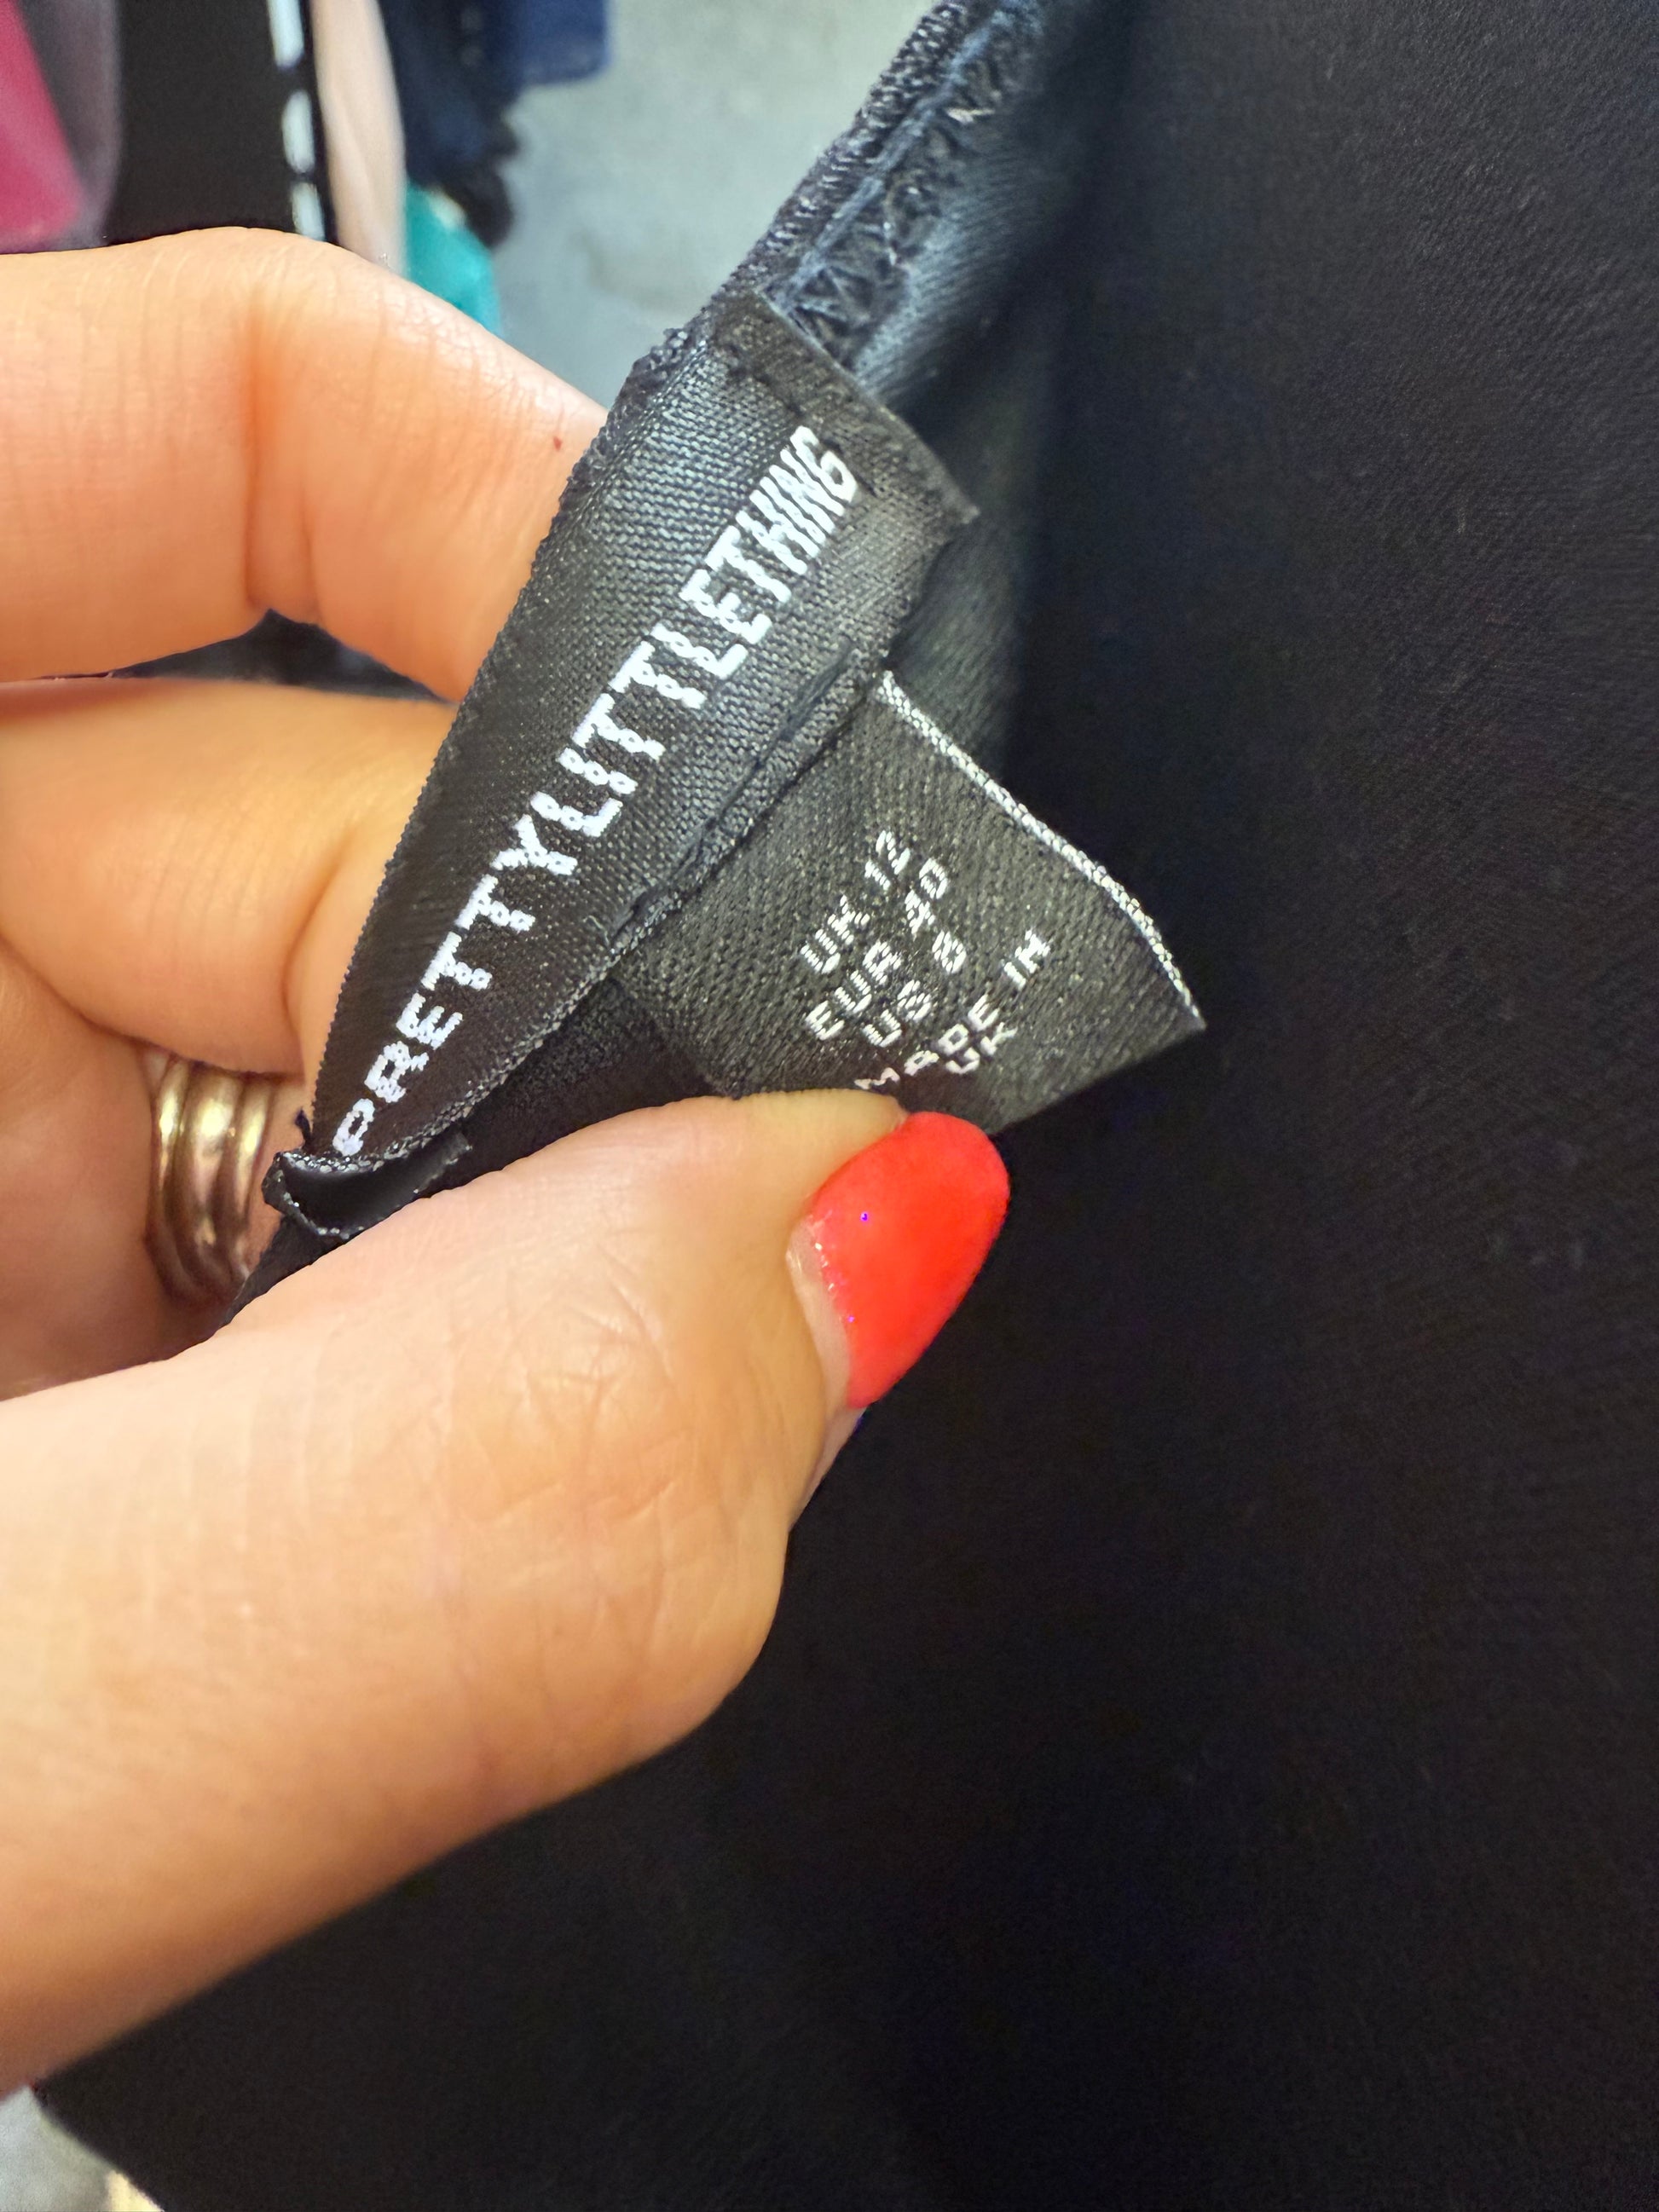 PRETTYLITTLETHING
UK 12
EUR 40
US 8
MADE IN
UK